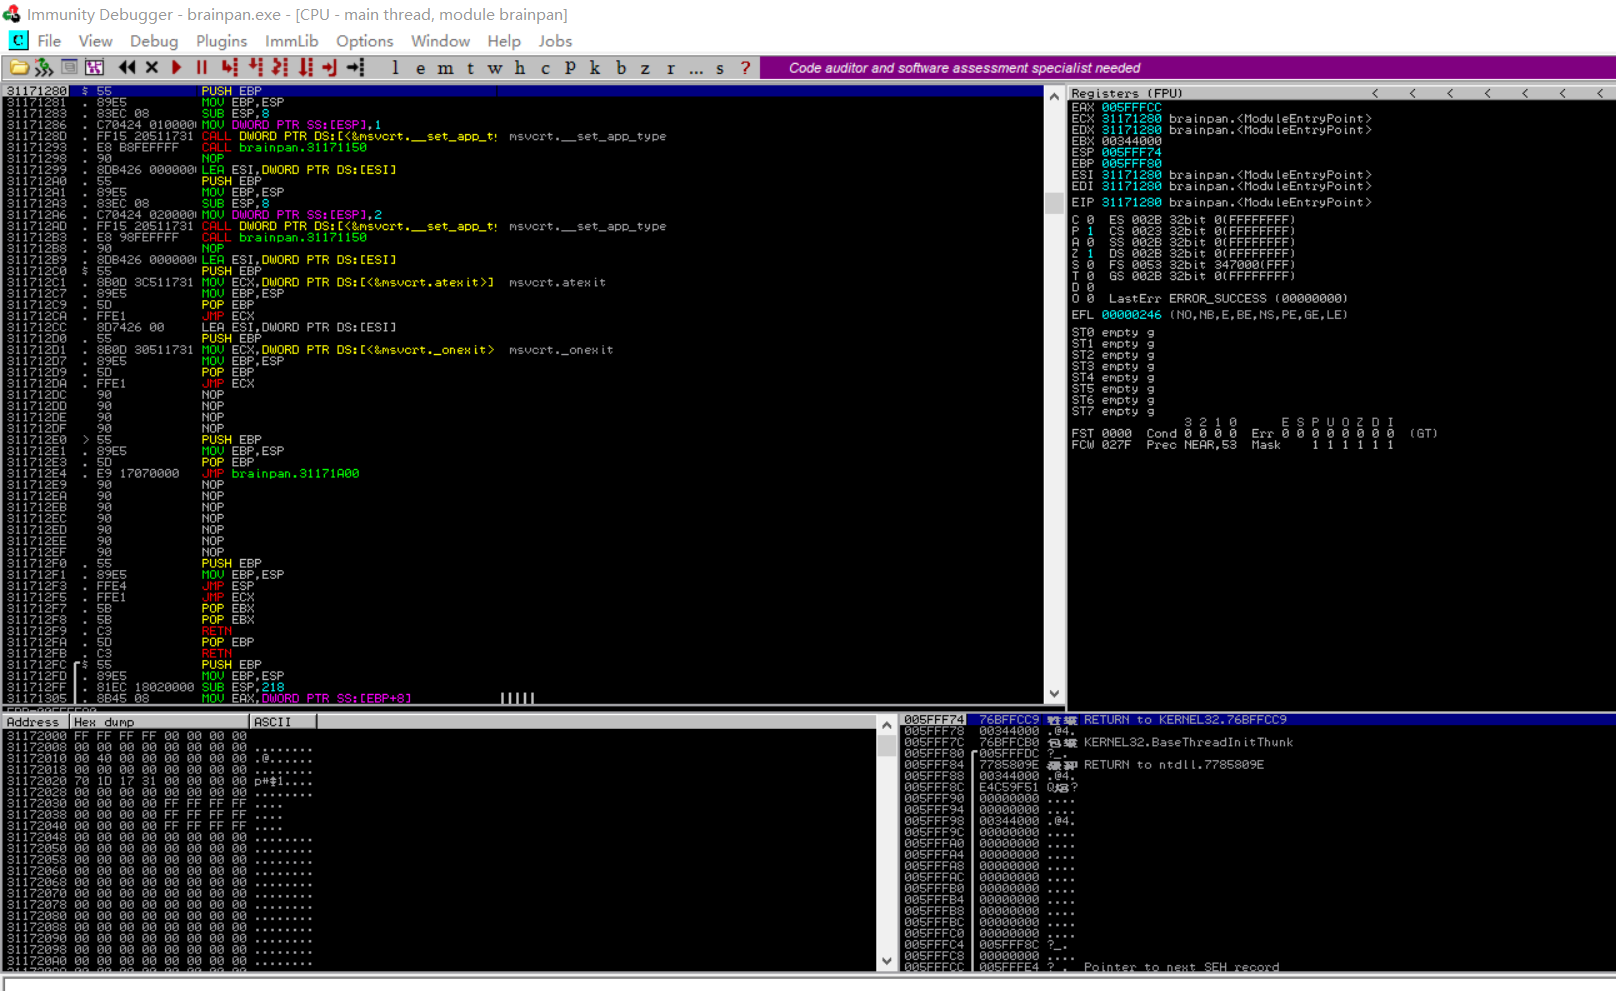 Immunity Debugger - brainpan.exe - [CPU - main thread, module brainpan]
C File View Debug Plugins ImmLib Options Window Help Jobs
l e m t w h c P k b z r ... s ? Code auditor and software assessment specialist needed
31171280 $ 55 PUSH EBP
31171281 . 89E5 MOV EBP,ESP
31171283 . 83EC 08 SUB ESP,8
31171286 . C70424 010000 MOV DWORD PTR SS:[ESP],1
3117128D . FF15 20511731 CALL DWORD PTR DS:[<&msvcrt.__set_app_t msvcrt.__set_app_type
31171293 . E8 B8FEFFFF CALL brainpan.31171150
31171298 . 90 NOP
31171299 . 8DB426 000000 LEA ESI,DWORD PTR DS:[ESI]
311712A0 . 55 PUSH EBP
311712A1 . 89E5 MOV EBP,ESP
311712A3 . 83EC 08 SUB ESP,8
311712A6 . C70424 020000 MOV DWORD PTR SS:[ESP],2
311712AD . FF15 20511731 CALL DWORD PTR DS:[<&msvcrt.__set_app_t msvcrt.__set_app_type
311712B3 . E8 98FEFFFF CALL brainpan.31171150
311712B8 . 90 NOP
311712B9 . 8DB426 000000 LEA ESI,DWORD PTR DS:[ESI]
311712C0 $ 55 PUSH EBP
311712C1 . 8B0D 3C511731 MOV ECX,DWORD PTR DS:[<&msvcrt.atexit>] msvcrt.atexit
311712C7 . 89E5 MOV EBP,ESP
311712C9 . 5D POP EBP
311712CA . FFE1 JMP ECX
311712CC 8D7426 00 LEA ESI,DWORD PTR DS:[ESI]
311712D0 . 55 PUSH EBP
311712D1 . 8B0D 30511731 MOV ECX,DWORD PTR DS:[<&msvcrt._onexit> msvcrt._onexit
311712D7 . 89E5 MOV EBP,ESP
311712D9 . 5D POP EBP
311712DA . FFE1 JMP ECX
311712DC 90 NOP
311712DD 90 NOP
311712DE 90 NOP
311712DF 90 NOP
311712E0 > 55 PUSH EBP
311712E1 . 89E5 MOV EBP,ESP
311712E3 . 5D POP EBP
311712E4 . E9 17070000 JMP brainpan.31171A00
311712E9 90 NOP
311712EA 90 NOP
311712EB 90 NOP
311712EC 90 NOP
311712ED 90 NOP
311712EE 90 NOP
311712EF 90 NOP
311712F0 . 55 PUSH EBP
311712F1 . 89E5 MOV EBP,ESP
311712F3 . FFE4 JMP ESP
311712F5 . FFE1 JMP ECX
311712F7 . 5B POP EBX
311712F8 . 5B POP EBX
311712F9 . C3 RETN
311712FA . 5D POP EBP
311712FB . C3 RETN
311712FC $ 55 PUSH EBP
311712FD . 89E5 MOV EBP,ESP
311712FF . 81EC 18020000 SUB ESP,218
31171305 . 8B45 08 MOV EAX,DWORD PTR SS:[EBP+8]
Registers (FPU) < < < < < < <
EAX 005FFFCC
ECX 31171280 brainpan.<ModuleEntryPoint>
EDX 31171280 brainpan.<ModuleEntryPoint>
EBX 00344000
ESP 005FFF74
EBP 005FFF80
ESI 31171280 brainpan.<ModuleEntryPoint>
EDI 31171280 brainpan.<ModuleEntryPoint>
EIP 31171280 brainpan.<ModuleEntryPoint>
C 0 ES 002B 32bit 0(FFFFFFFF)
P 1 CS 0023 32bit 0(FFFFFFFF)
A 0 SS 002B 32bit 0(FFFFFFFF)
Z 1 DS 002B 32bit 0(FFFFFFFF)
S 0 FS 0053 32bit 347000(FFF)
T 0 GS 002B 32bit 0(FFFFFFFF)
D 0
O 0 LastErr ERROR_SUCCESS (00000000)
EFL 00000246 (NO,NB,E,BE,NS,PE,GE,LE)
ST0 empty g
ST1 empty g
ST2 empty g
ST3 empty g
ST4 empty g
ST5 empty g
ST6 empty g
ST7 empty g
3 2 1 0 E S P U O Z D I
FST 0000 Cond 0 0 0 0 Err 0 0 0 0 0 0 0 0 (GT)
FCW 027F Prec NEAR,53 Mask 1 1 1 1 1 1
Address Hex dump ASCII
31172000 FF FF FF FF 00 00 00 00
31172008 00 00 00 00 00 00 00 00 ........
31172010 00 40 00 00 00 00 00 00 .@......
31172018 00 00 00 00 00 00 00 00 ........
31172020 70 1D 17 31 00 00 00 00
31172028 00 00 00 00 00 00 00 00 ........
31172030 00 00 00 00 FF FF FF FF ....
31172038 00 00 00 00 FF FF FF FF ....
31172040 00 00 00 00 FF FF FF FF ....
31172048 00 00 00 00 00 00 00 00 ........
31172050 00 00 00 00 00 00 00 00 ........
31172058 00 00 00 00 00 00 00 00 ........
31172060 00 00 00 00 00 00 00 00 ........
31172068 00 00 00 00 00 00 00 00 ........
31172070 00 00 00 00 00 00 00 00 ........
31172078 00 00 00 00 00 00 00 00 ........
31172080 00 00 00 00 00 00 00 00 ........
31172088 00 00 00 00 00 00 00 00 ........
31172090 00 00 00 00 00 00 00 00 ........
31172098 00 00 00 00 00 00 00 00 ........
311720A0 00 00 00 00 00 00 00 00 ........
005FFF74 76BFFCC9 RETURN to KERNEL32.76BFFCC9
005FFF78 00344000 .@4.
005FFF7C 76BFFCB0 KERNEL32.BaseThreadInitThunk
005FFF80 005FFFDC ?_.
005FFF84 7785809E RETURN to ntdll.7785809E
005FFF88 00344000 .@4.
005FFF8C E4C59F51
005FFF90 00000000 ....
005FFF94 00000000 ....
005FFF98 00344000 .@4.
005FFF9C 00000000 ....
005FFFA0 00000000 ....
005FFFA4 00000000 ....
005FFFA8 00000000 ....
005FFFAC 00000000 ....
005FFFB0 00000000 ....
005FFFB4 00000000 ....
005FFFB8 00000000 ....
005FFFBC 00000000 ....
005FFFC0 00000000 ....
005FFFC4 005FFF8C ?_.
005FFFC8 00000000 ....
005FFFCC 005FFFE4 ?_. Pointer to next SEH record